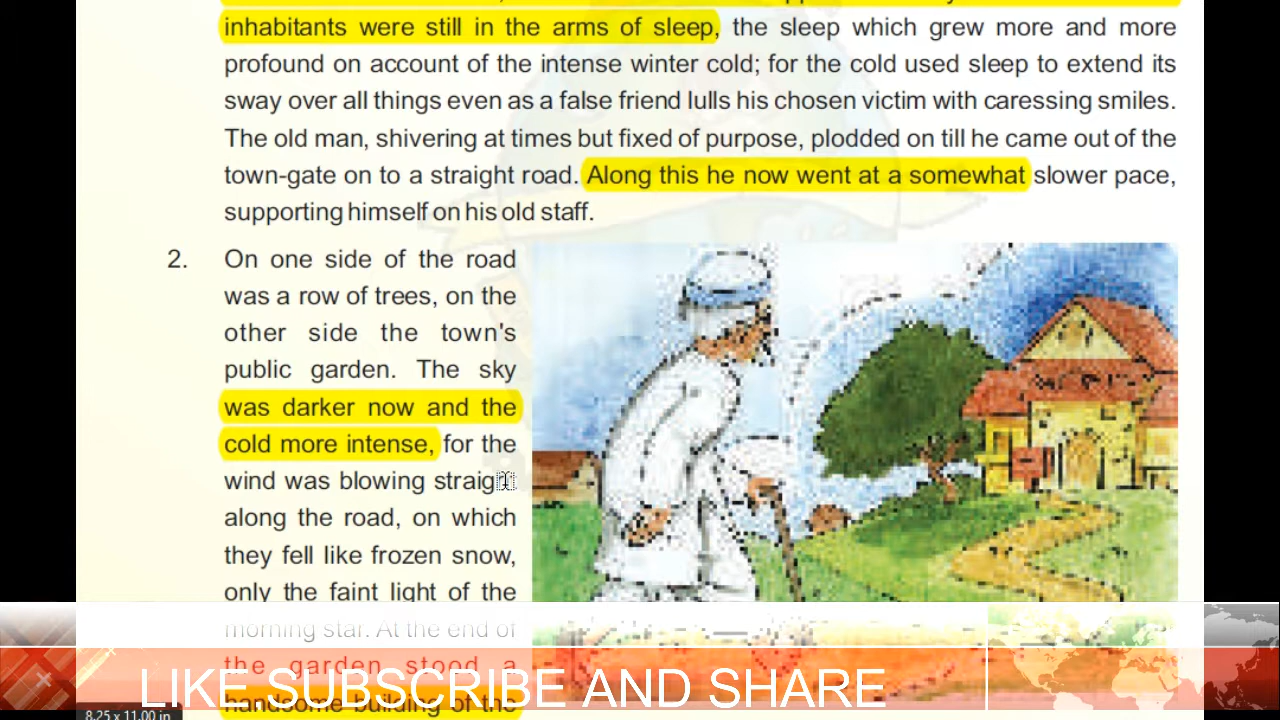 inhabitants were still in the arms of sleep, the sleep which grew more and more
profound on account of the intense winter cold; for the cold used sleep to extend its
sway over all things even as a false friend lulls his chosen victim with caressing smiles.
The old man, shivering at times but fixed of purpose, plodded on till he came out of the
town-gate on to a straight road. Along this he now went at a somewhat slower pace,
supporting himself on his old staff.
2. On one side of the road
was a row of trees, on the
other side the town's
public garden. The sky
was darker now and the
cold more intense, for the
wind was blowing straight
along the road, on which
they fell like frozen snow,
only the faint light of the
morning star. At the end of
the garden stood a
handsome building of the
LIKE SUBSCRIBE AND SHARE
8.25 x 11.00 in